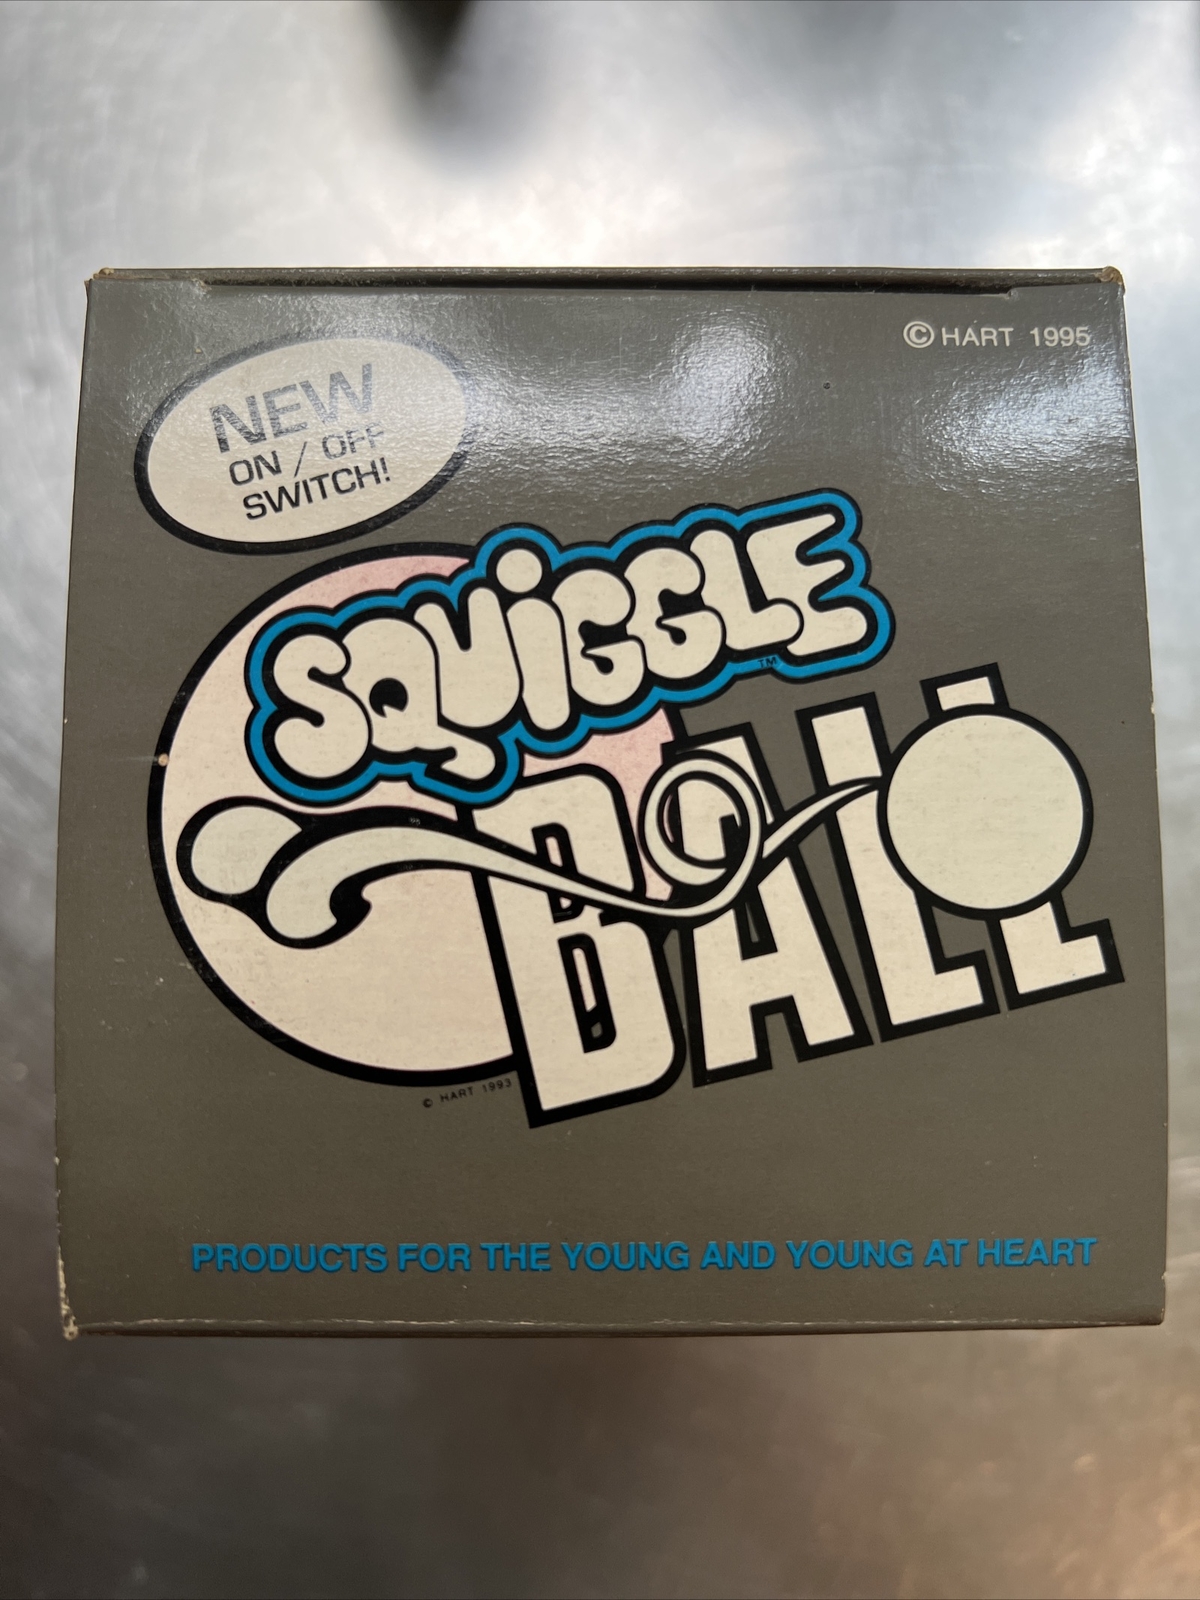 © HART 1995
NEW
ON / OFF
SWITCH!
SQUIGGLE
TM
BALL
© HART 1993
PRODUCTS FOR THE YOUNG AND YOUNG AT HEART